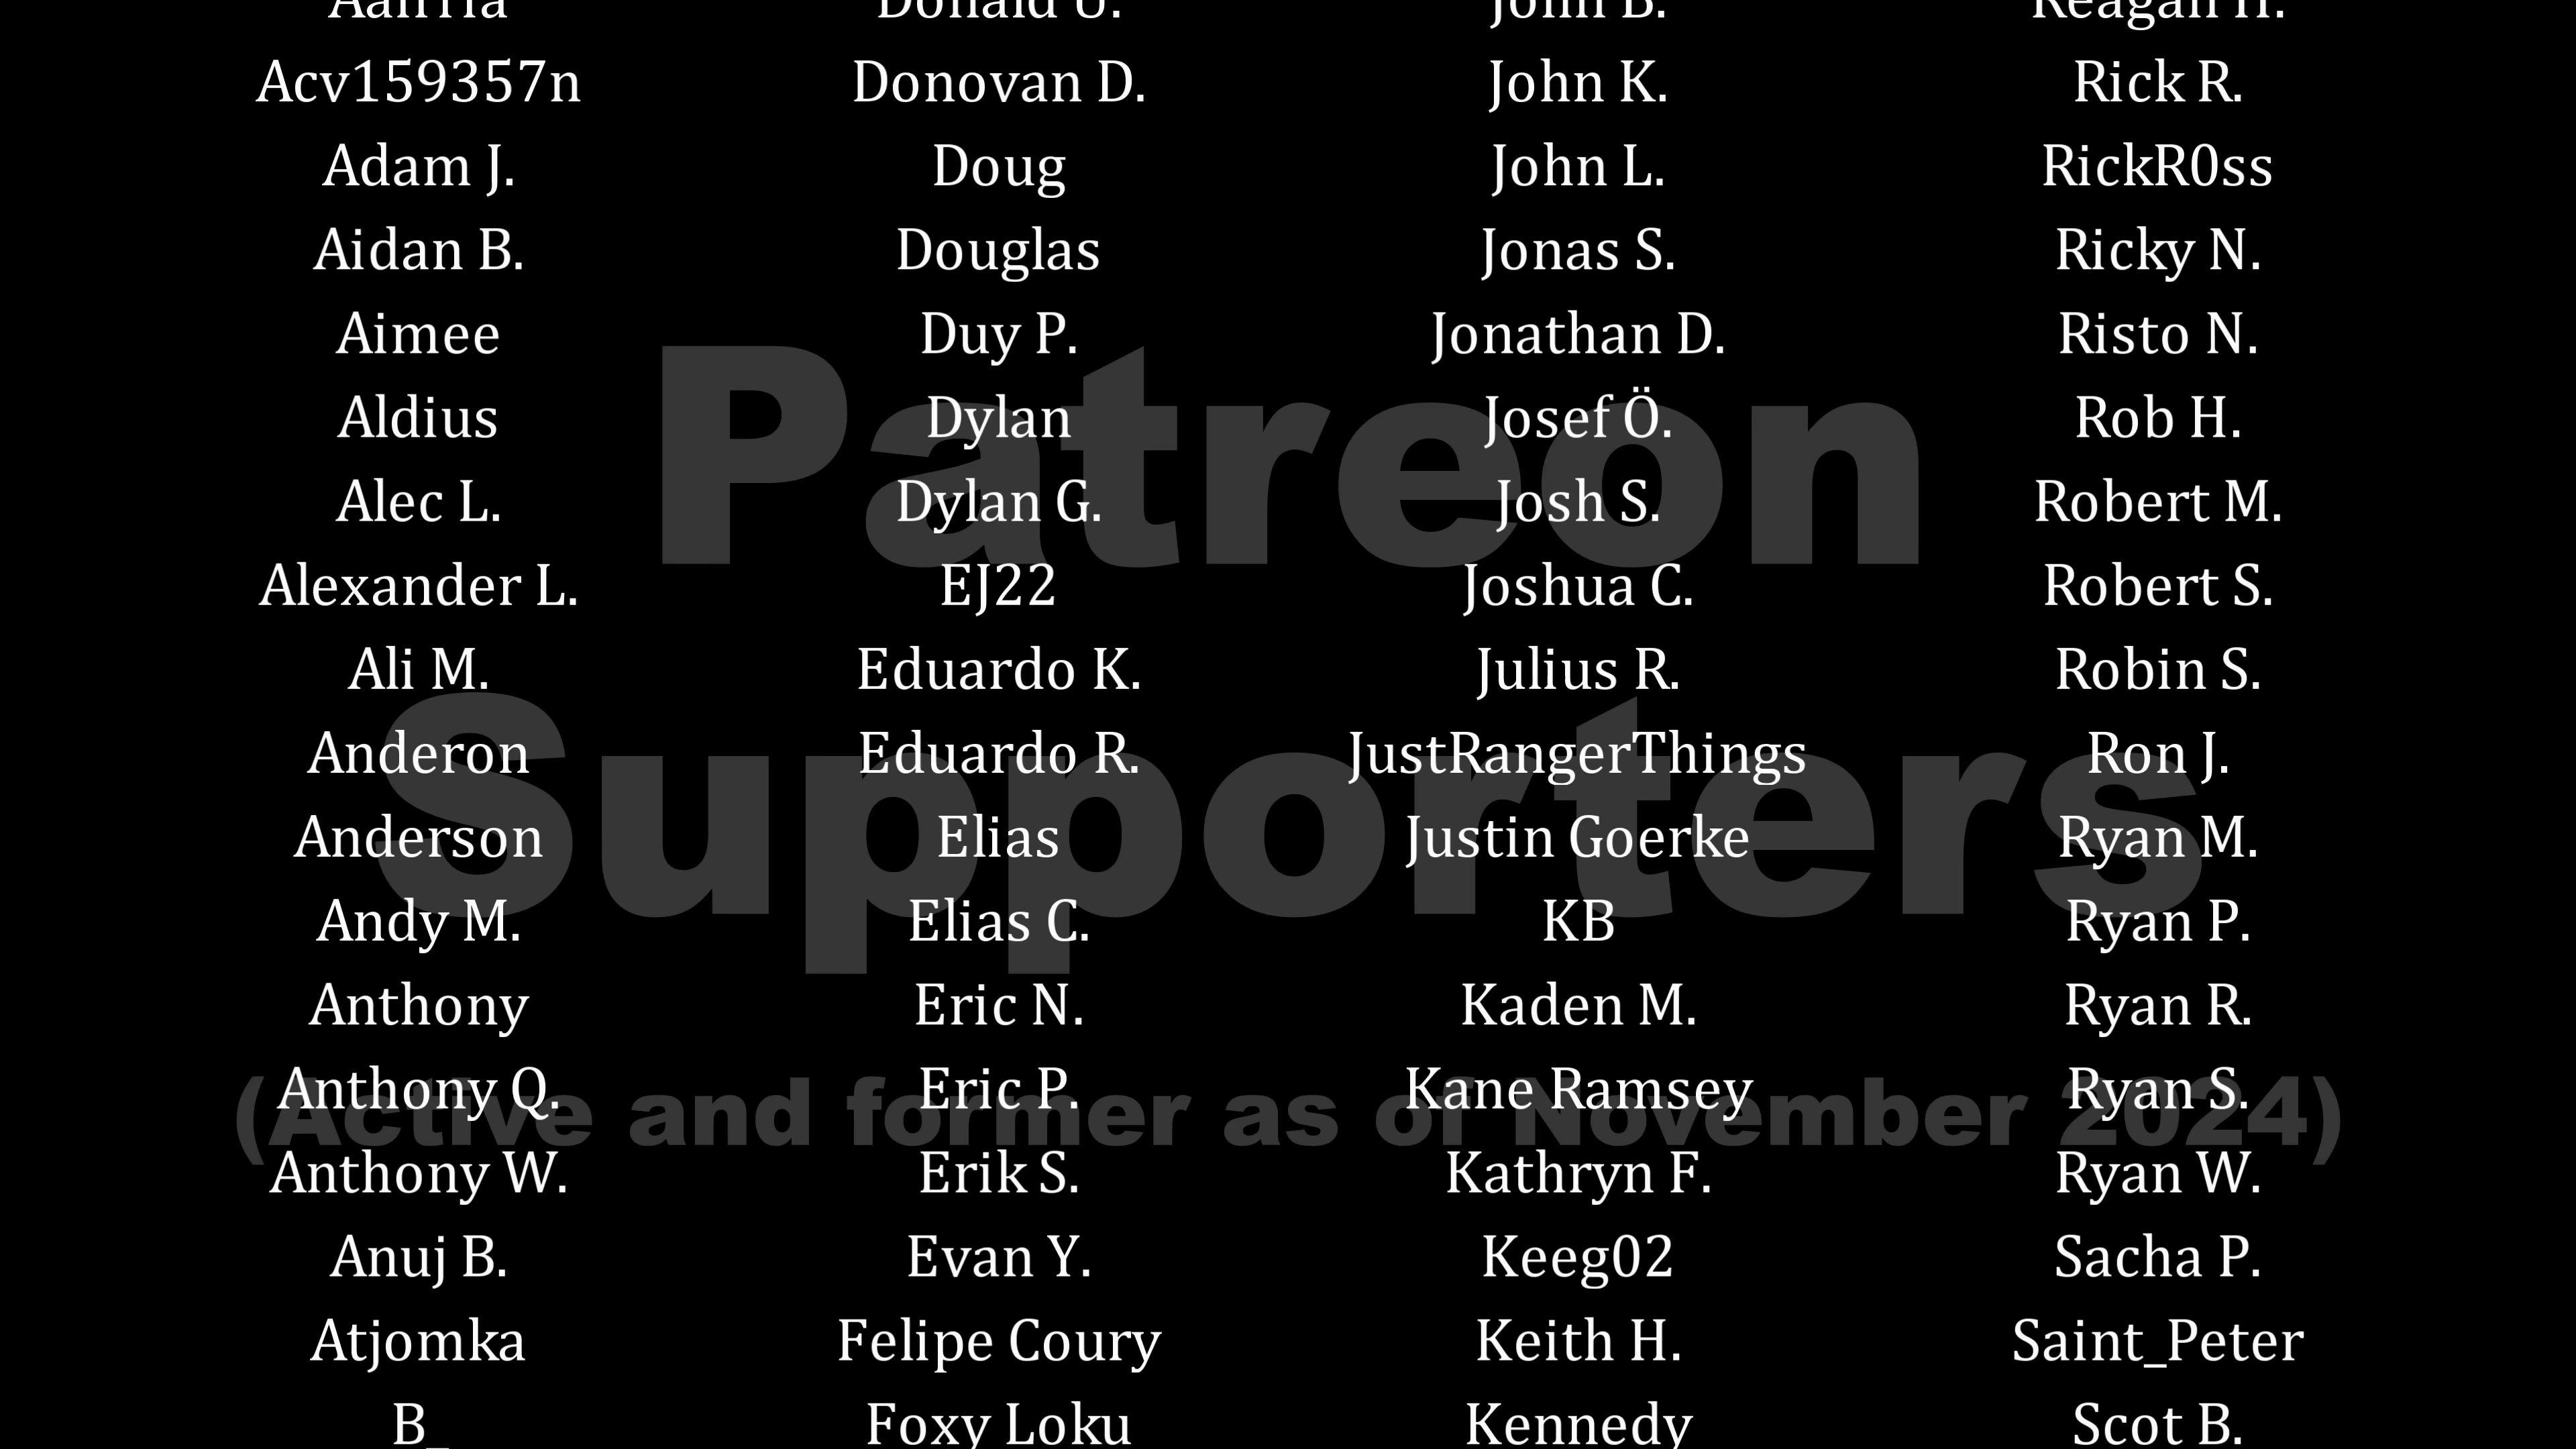 Acv159357n
Adam J.
Aidan B.
Aimee
Aldius
Alec L.
Alexander L.
Ali M.
Anderon
Anderson
Andy M.
Anthony
Anthony Q.
Anthony W.
Anuj B.
Atjomka
B_
Donald U.
Donovan D.
Doug
Douglas
Duy P.
Dylan
Dylan G.
EJ22
Eduardo K.
Eduardo R.
Elias
Elias C.
Eric N.
Eric P.
Erik S.
Evan Y.
Felipe Coury
Foxy Loku
John B.
John K.
John L.
Jonas S.
Jonathan D.
Josef Ö.
Josh S.
Joshua C.
Julius R.
JustRangerThings
Justin Goerke
KB
Kaden M.
Kane Ramsey
Kathryn F.
Keeg02
Keith H.
Kennedy
Reagan H.
Rick R.
RickR0ss
Ricky N.
Risto N.
Rob H.
Robert M.
Robert S.
Robin S.
Ron J.
Ryan M.
Ryan P.
Ryan R.
Ryan S.
Ryan W.
Sacha P.
Saint_Peter
Scot B.
Patreon
Supporters
(Active and former as of November 2024)